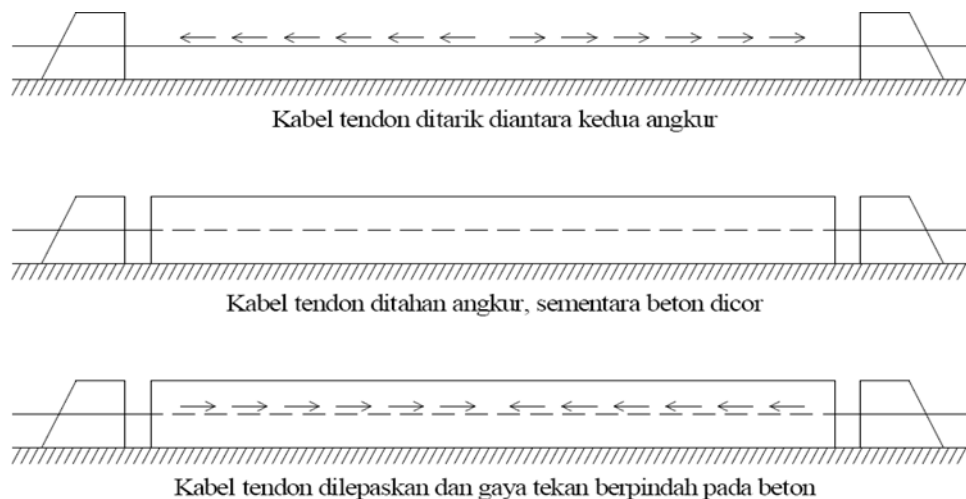 Kabel tendon ditarik diantara kedua angkur
Kabel tendon ditahan angkur, sementara beton dicor
Kabel tendon dilepaskan dan gaya tekan berpindah pada beton